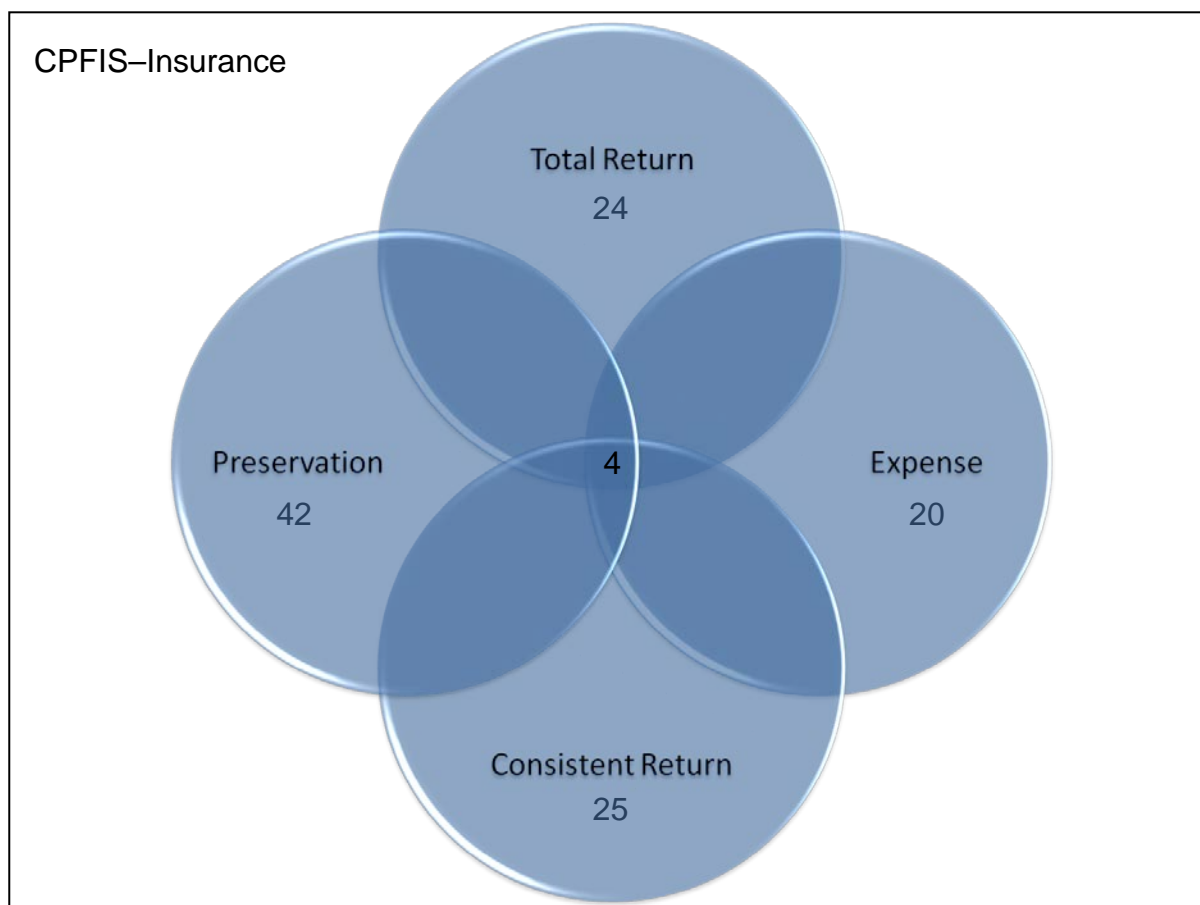 CPFIS–Insurance
Total Return
24
Preservation
42
4
Expense
20
Consistent Return
25